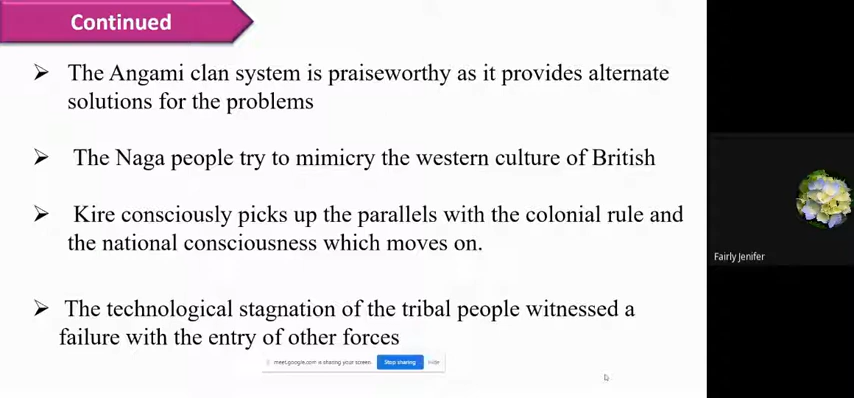 Continued
➢ The Angami clan system is praiseworthy as it provides alternate
solutions for the problems
➢ The Naga people try to mimicry the western culture of British
➢ Kire consciously picks up the parallels with the colonial rule and
the national consciousness which moves on.
➢ The technological stagnation of the tribal people witnessed a
failure with the entry of other forces
meet.google.com is sharing your screen. Stop sharing Hide
Fairly Jenifer